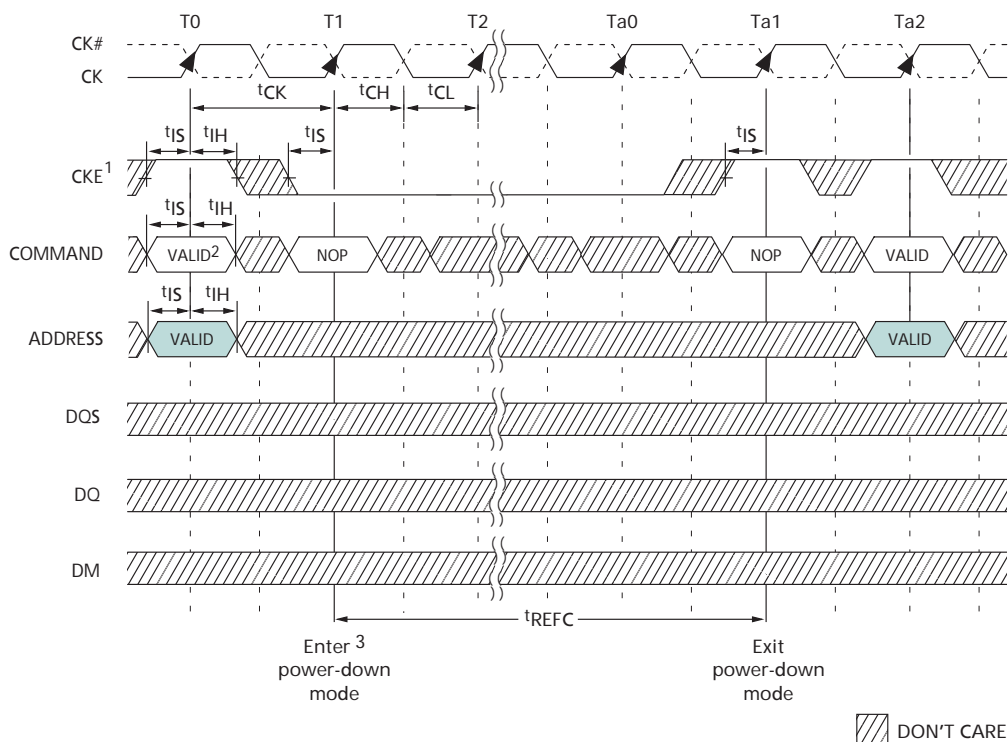 T0 T1 T2 Ta0 Ta1 Ta2
CK#
CK
tCK tCH tCL
tIS tIH tIS tIS
CKE1
tIS tIH
COMMAND VALID2 NOP NOP VALID
tIS tIH
ADDRESS VALID VALID
DQS
DQ
DM
tREFC
Enter 3
power-down
mode
Exit
power-down
mode
DON'T CARE